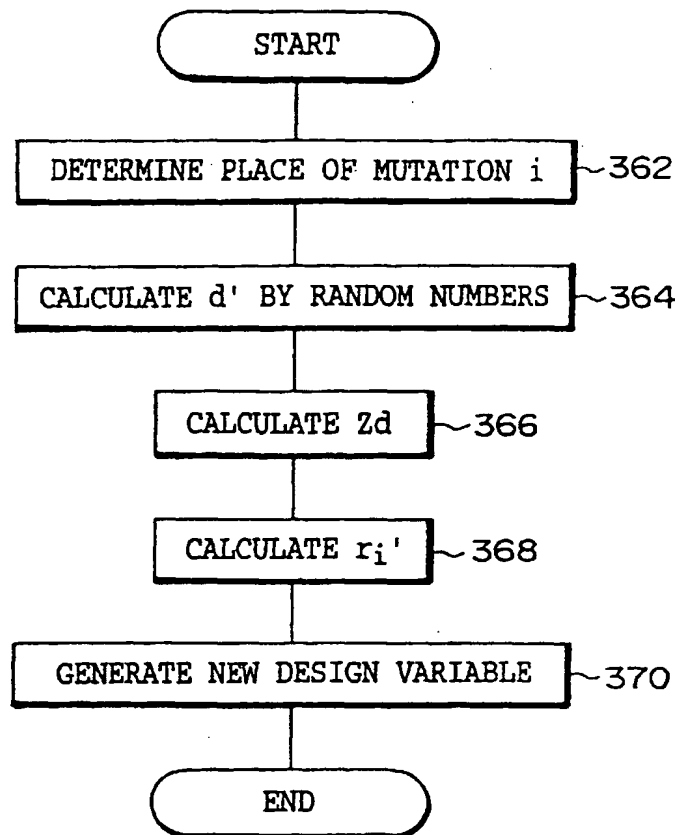 START
DETERMINE PLACE OF MUTATION i ~362
CALCULATE d' BY RANDOM NUMBERS ~364
CALCULATE Zd ~366
CALCULATE ri' ~368
GENERATE NEW DESIGN VARIABLE ~370
END